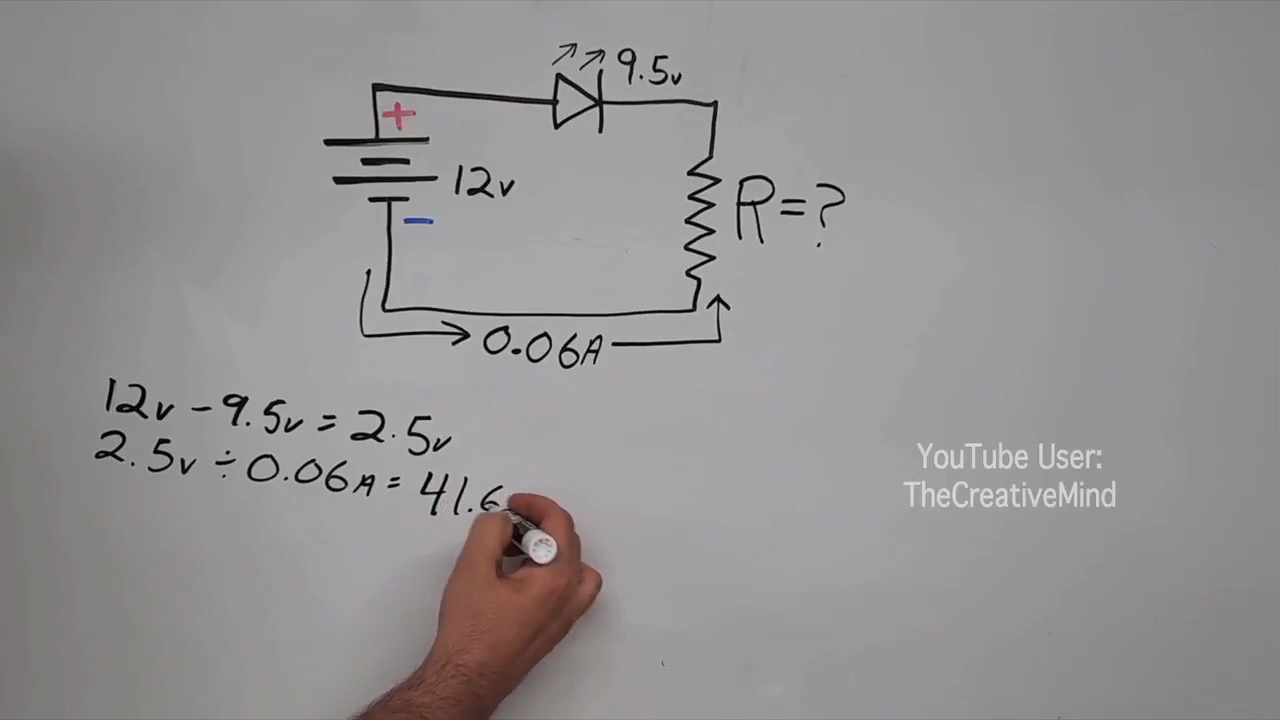 9.5v
+
12v
R=?
−
0.06A
12v − 9.5v = 2.5v
2.5v ÷ 0.06A = 41.6
YouTube User:
TheCreativeMind